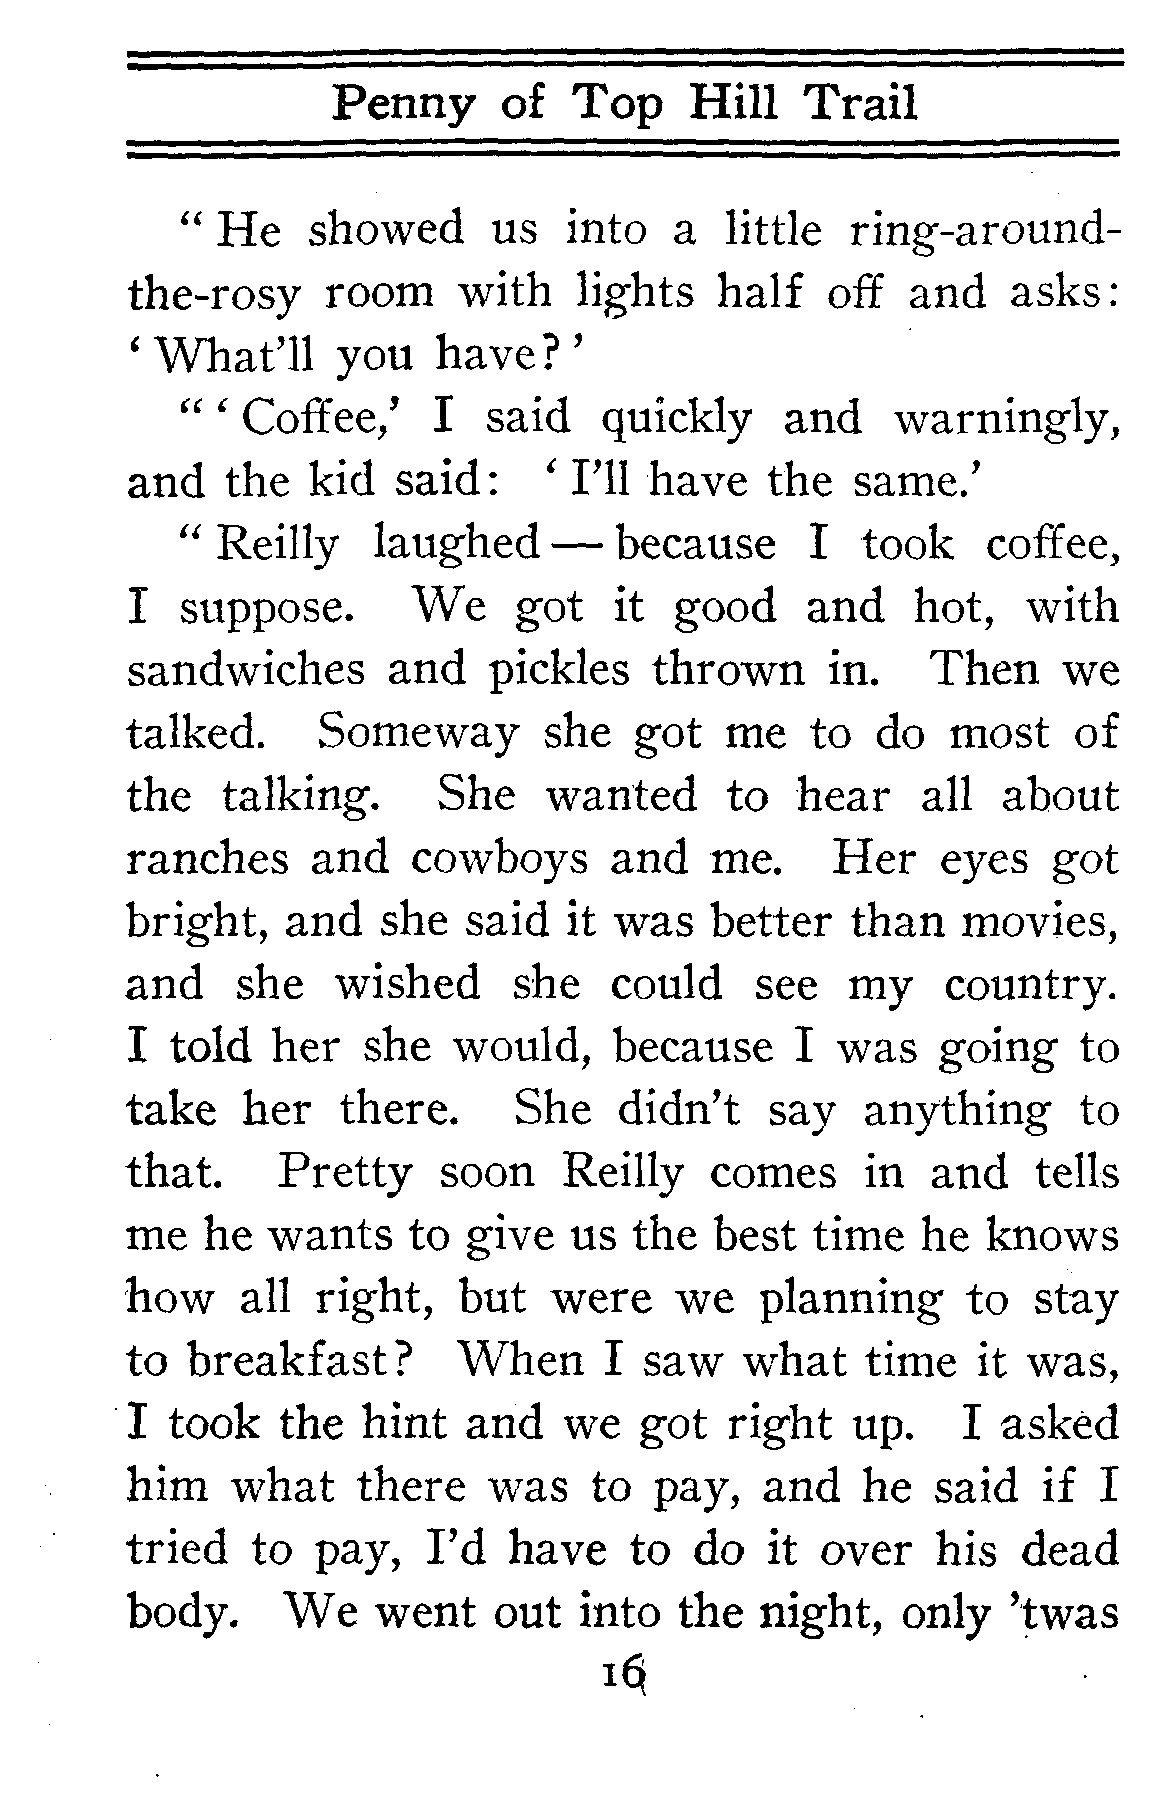 Penny of Top Hill Trail
" He showed us into a little ring-around-
the-rosy room with lights half off and asks:
‘ What'll you have? ’
" ‘ Coffee,’ I said quickly and warningly,
and the kid said: ‘ I'll have the same.’
" Reilly laughed — because I took coffee,
I suppose. We got it good and hot, with
sandwiches and pickles thrown in. Then we
talked. Someway she got me to do most of
the talking. She wanted to hear all about
ranches and cowboys and me. Her eyes got
bright, and she said it was better than movies,
and she wished she could see my country.
I told her she would, because I was going to
take her there. She didn't say anything to
that. Pretty soon Reilly comes in and tells
me he wants to give us the best time he knows
how all right, but were we planning to stay
to breakfast? When I saw what time it was,
I took the hint and we got right up. I asked
him what there was to pay, and he said if I
tried to pay, I'd have to do it over his dead
body. We went out into the night, only 'twas
16